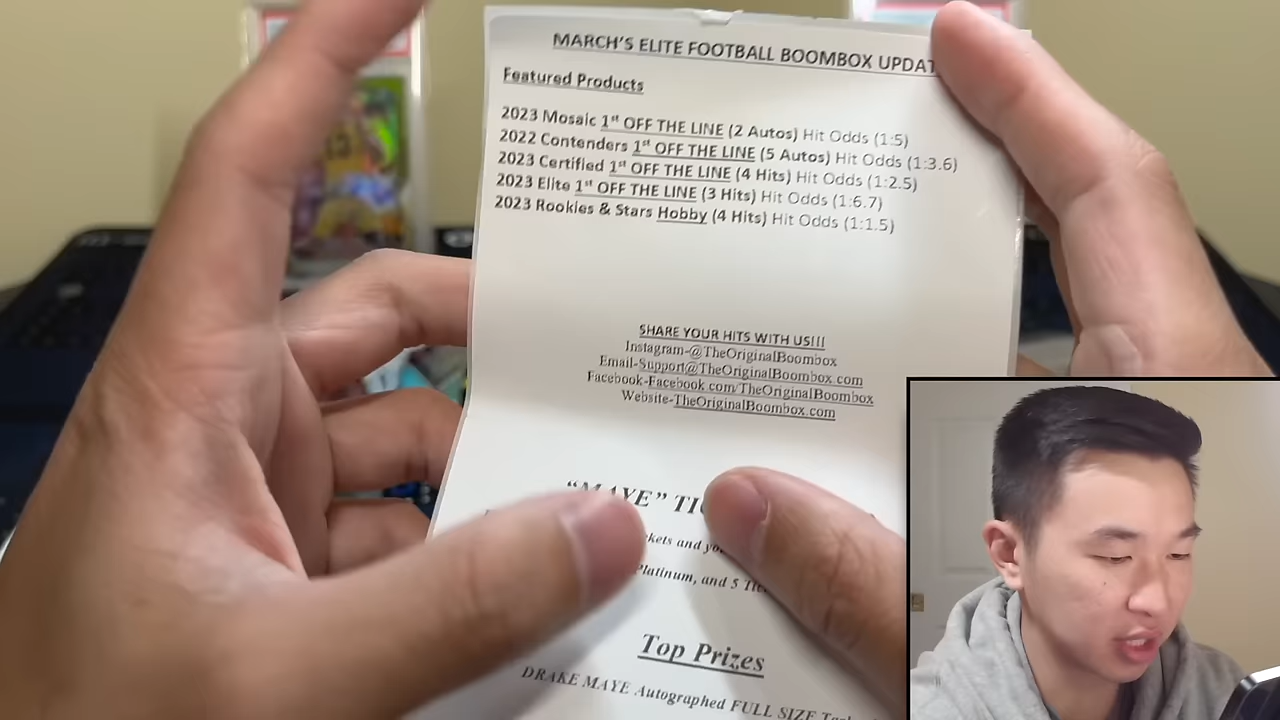 MARCH'S ELITE FOOTBALL BOOMBOX UPDAT
Featured Products
2023 Mosaic 1st OFF THE LINE (2 Autos) Hit Odds (1:5)
2022 Contenders 1st OFF THE LINE (5 Autos) Hit Odds (1:3.6)
2023 Certified 1st OFF THE LINE (4 Hits) Hit Odds (1:2.5)
2023 Elite 1st OFF THE LINE (3 Hits) Hit Odds (1:6.7)
2023 Rookies & Stars Hobby (4 Hits) Hit Odds (1:1.5)
SHARE YOUR HITS WITH US!!!
Instagram-@TheOriginalBoombox
Email-Support@TheOriginalBoombox.com
Facebook-Facebook.com/TheOriginalBoombox
Website-TheOriginalBoombox.com
"MAYE" TI
kets and yo
Platinum, and 5 Tic
Top Prizes
DRAKE MAYE Autographed FULL SIZE